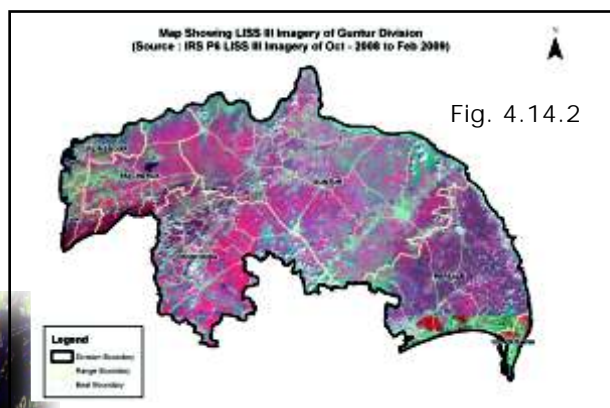 Map Showing LISS III Imagery of Guntur Division
(Source : IRS P6 LISS III Imagery of Oct - 2008 to Feb 2009)
N
Fig. 4.14.2
GUNTUR
Legend
Division Boundary
Range Boundary
Beat Boundary